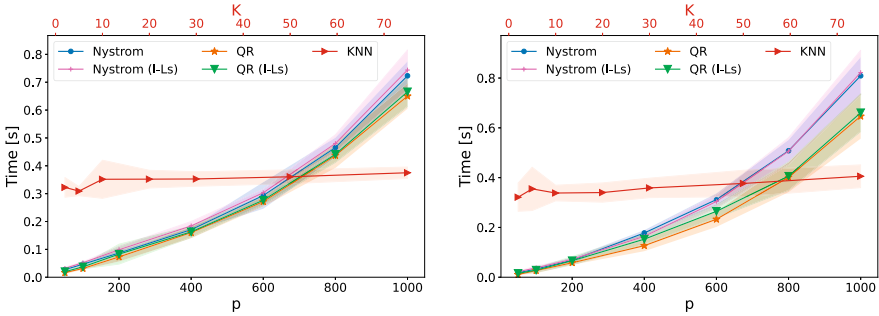 K
0 10 20 30 40 50 60 70
Nystrom QR KNN
Nystrom (l-Ls) QR (l-Ls)
Time [s]
0.8
0.7
0.6
0.5
0.4
0.3
0.2
0.1
0.0
200 400 600 800 1000
p
K
0 10 20 30 40 50 60 70
Nystrom QR KNN
Nystrom (l-Ls) QR (l-Ls)
Time [s]
0.8
0.6
0.4
0.2
0.0
200 400 600 800 1000
p